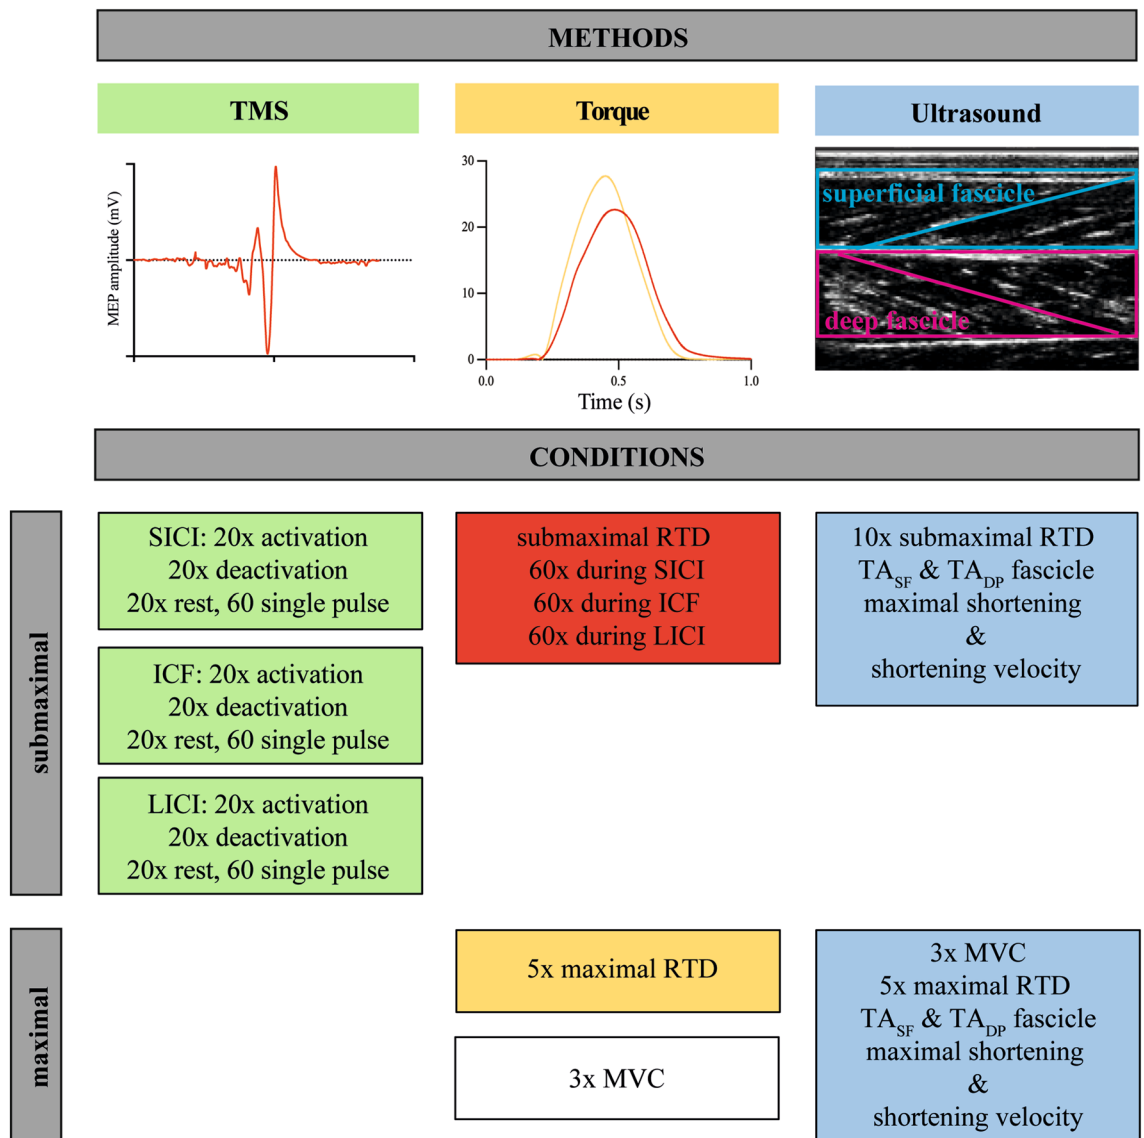 METHODS
TMS
Torque
Ultrasound
MEP amplitude (mV)
30
20
10
0
0.0
0.5
1.0
Time (s)
superficial fascicle
deep fascicle
CONDITIONS
submaximal
SICI: 20x activation
20x deactivation
20x rest, 60 single pulse
ICF: 20x activation
20x deactivation
20x rest, 60 single pulse
LICI: 20x activation
20x deactivation
20x rest, 60 single pulse
submaximal RTD
60x during SICI
60x during ICF
60x during LICI
10x submaximal RTD
TASF & TADP fascicle
maximal shortening
&
shortening velocity
maximal
5x maximal RTD
3x MVC
3x MVC
5x maximal RTD
TASF & TADP fascicle
maximal shortening
&
shortening velocity